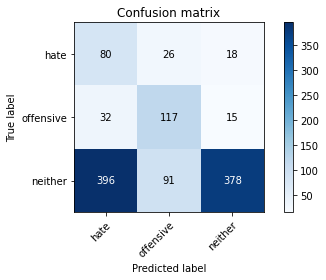 Confusion matrix
hate 80 26 18
offensive 32 117 15
neither 396 91 378
hate offensive neither
True label
Predicted label
350
300
250
200
150
100
50